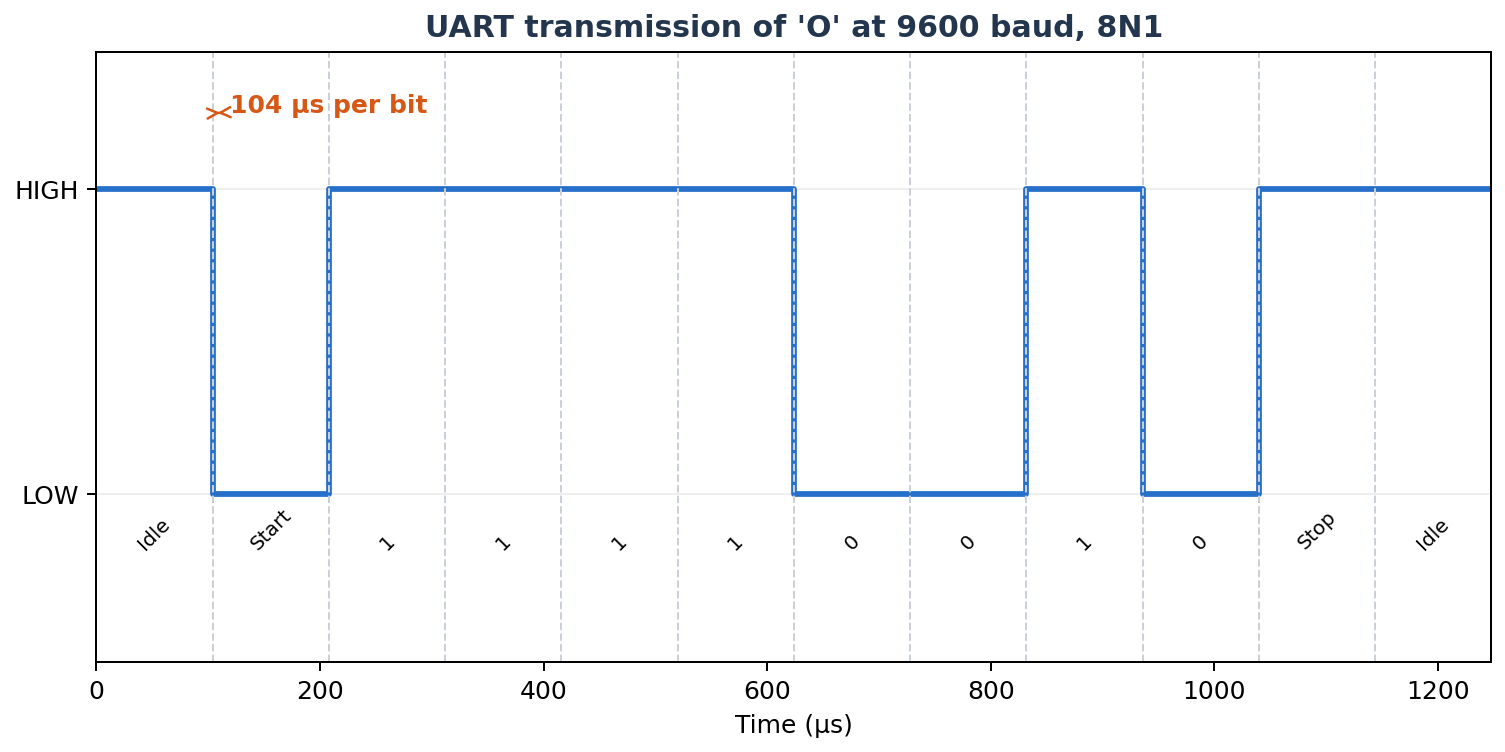 UART transmission of 'O' at 9600 baud, 8N1
104 µs per bit
HIGH
LOW
Idle Start 1 1 1 1 0 0 1 0 Stop Idle
0 200 400 600 800 1000 1200
Time (µs)